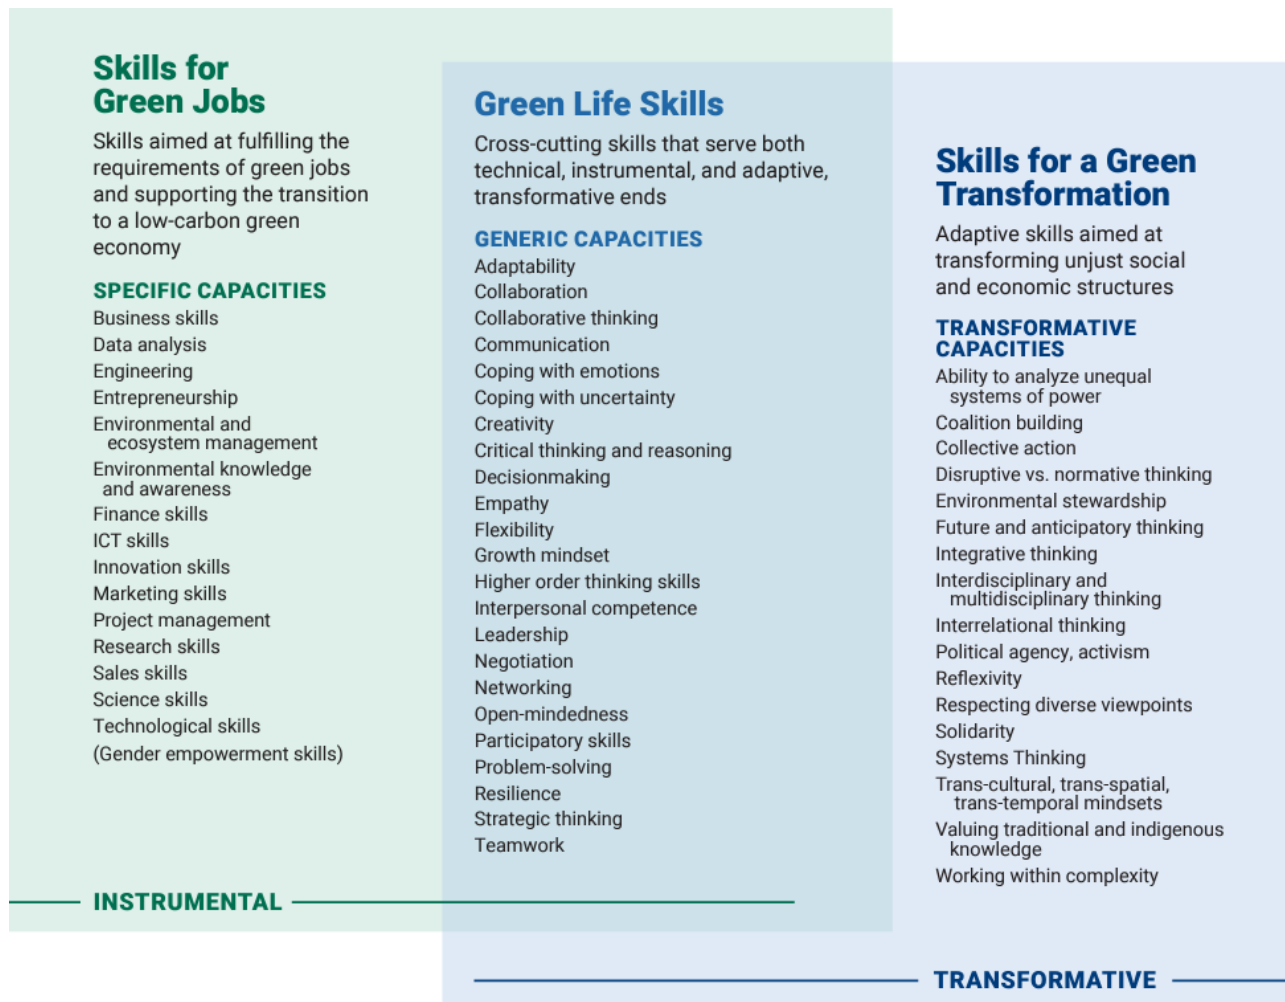 Skills for
Green Jobs
Skills aimed at fulfilling the
requirements of green jobs
and supporting the transition
to a low-carbon green
economy
SPECIFIC CAPACITIES
Business skills
Data analysis
Engineering
Entrepreneurship
Environmental and
ecosystem management
Environmental knowledge
and awareness
Finance skills
ICT skills
Innovation skills
Marketing skills
Project management
Research skills
Sales skills
Science skills
Technological skills
(Gender empowerment skills)
INSTRUMENTAL
Green Life Skills
Cross-cutting skills that serve both
technical, instrumental, and adaptive,
transformative ends
GENERIC CAPACITIES
Adaptability
Collaboration
Collaborative thinking
Communication
Coping with emotions
Coping with uncertainty
Creativity
Critical thinking and reasoning
Decisionmaking
Empathy
Flexibility
Growth mindset
Higher order thinking skills
Interpersonal competence
Leadership
Negotiation
Networking
Open-mindedness
Participatory skills
Problem-solving
Resilience
Strategic thinking
Teamwork
Skills for a Green
Transformation
Adaptive skills aimed at
transforming unjust social
and economic structures
TRANSFORMATIVE
CAPACITIES
Ability to analyze unequal
systems of power
Coalition building
Collective action
Disruptive vs. normative thinking
Environmental stewardship
Future and anticipatory thinking
Integrative thinking
Interdisciplinary and
multidisciplinary thinking
Interrelational thinking
Political agency, activism
Reflexivity
Respecting diverse viewpoints
Solidarity
Systems Thinking
Trans-cultural, trans-spatial,
trans-temporal mindsets
Valuing traditional and indigenous
knowledge
Working within complexity
TRANSFORMATIVE